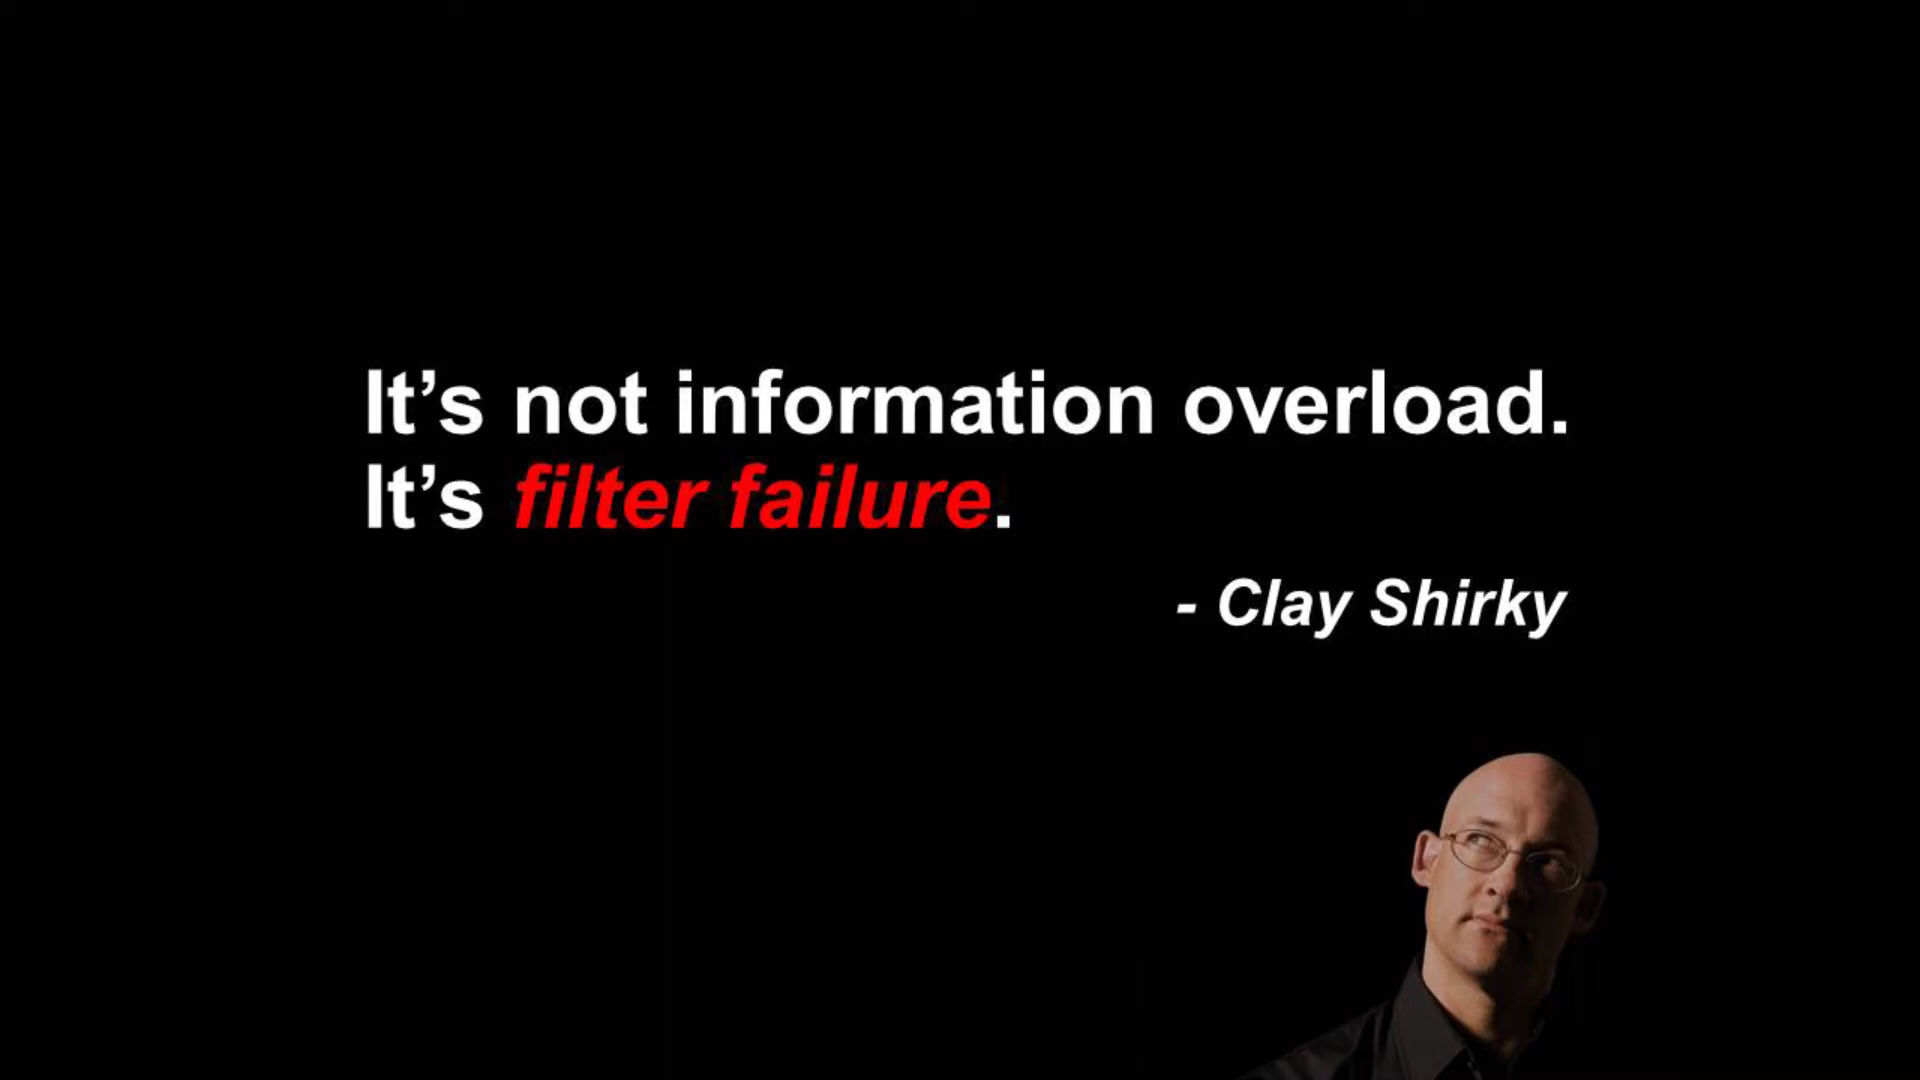 It’s not information overload.
It’s filter failure.
- Clay Shirky